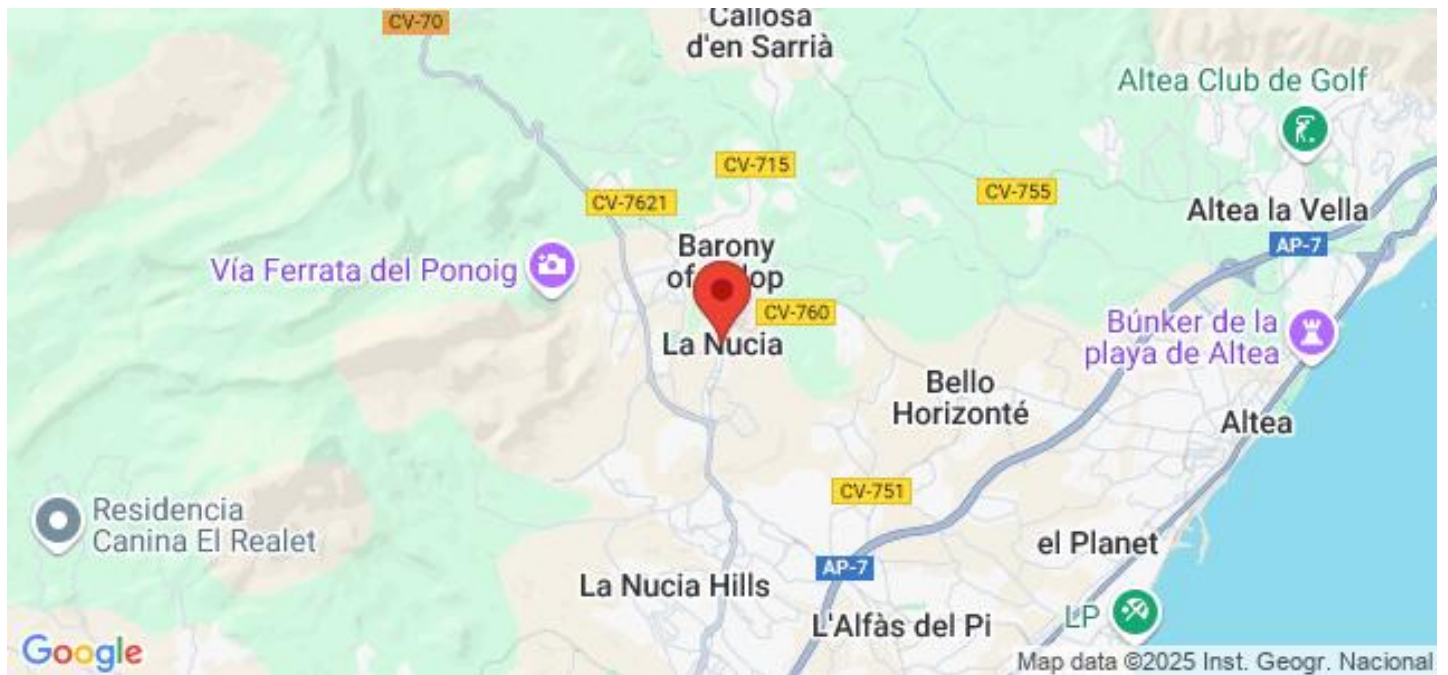 CV-70
Callosa
d'en Sarrià
Altea Club de Golf
CV-715
CV-755
CV-7621
Altea la Vella
AP-7
Barony
Vía Ferrata del Ponoig
CV-760
Búnker de la
playa de Altea
La Nucia
Bello
Horizonté
Altea
CV-751
Residencia
Canina El Realet
el Planet
AP-7
La Nucia Hills
L'Alfàs del Pi
LP
Google
Map data ©2025 Inst. Geogr. Nacional